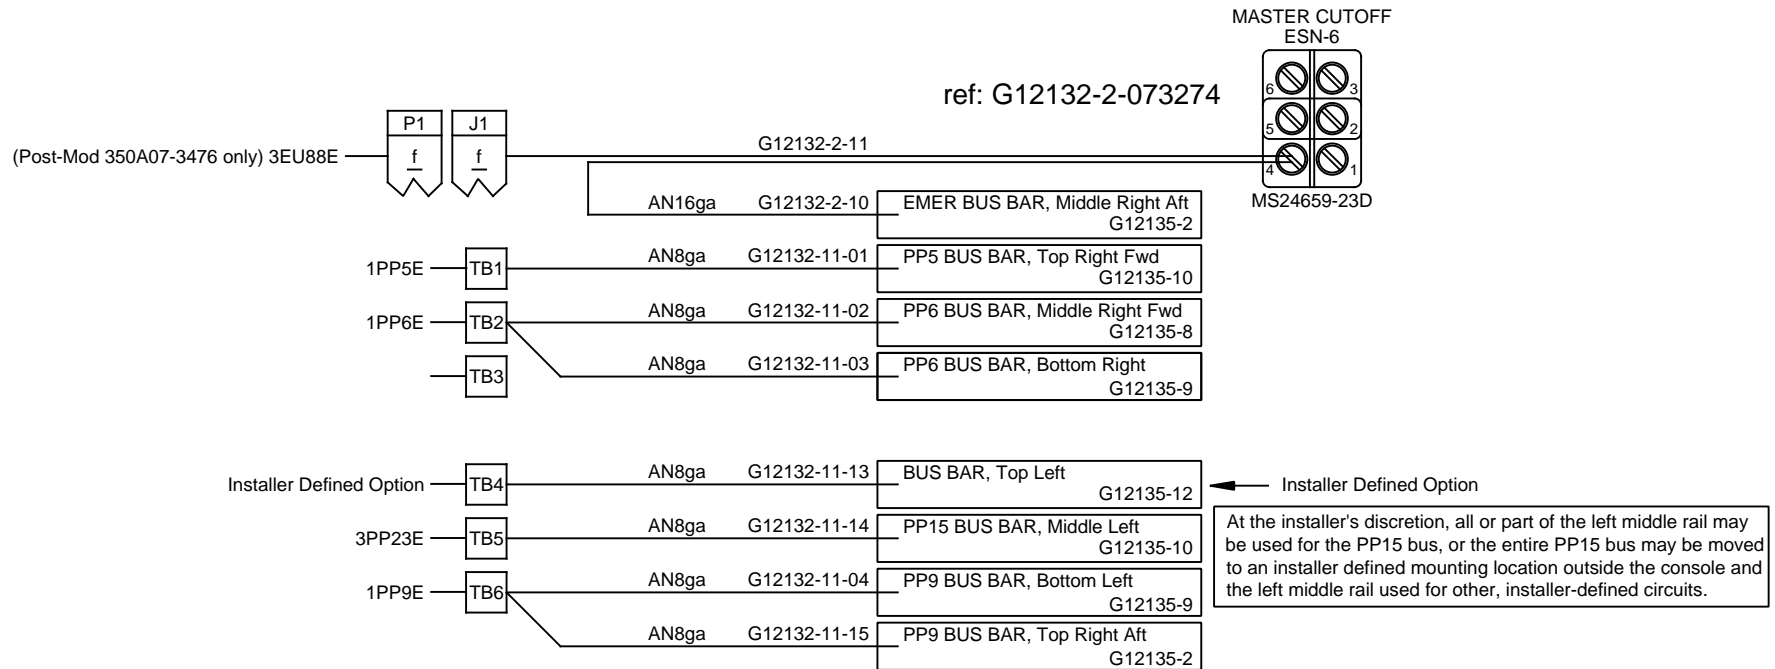 MASTER CUTOFF
ESN-6
6 3
5 2
4 1
MS24659-23D
ref: G12132-2-073274
P1 J1
(Post-Mod 350A07-3476 only) 3EU88E f f G12132-2-11
AN16ga G12132-2-10 EMER BUS BAR, Middle Right Aft
G12135-2
1PP5E TB1 AN8ga G12132-11-01 PP5 BUS BAR, Top Right Fwd
G12135-10
1PP6E TB2 AN8ga G12132-11-02 PP6 BUS BAR, Middle Right Fwd
G12135-8
TB3 AN8ga G12132-11-03 PP6 BUS BAR, Bottom Right
G12135-9
Installer Defined Option TB4 AN8ga G12132-11-13 BUS BAR, Top Left
G12135-12
Installer Defined Option
3PP23E TB5 AN8ga G12132-11-14 PP15 BUS BAR, Middle Left
G12135-10
At the installer's discretion, all or part of the left middle rail may
be used for the PP15 bus, or the entire PP15 bus may be moved
to an installer defined mounting location outside the console and
the left middle rail used for other, installer-defined circuits.
1PP9E TB6 AN8ga G12132-11-04 PP9 BUS BAR, Bottom Left
G12135-9
AN8ga G12132-11-15 PP9 BUS BAR, Top Right Aft
G12135-2